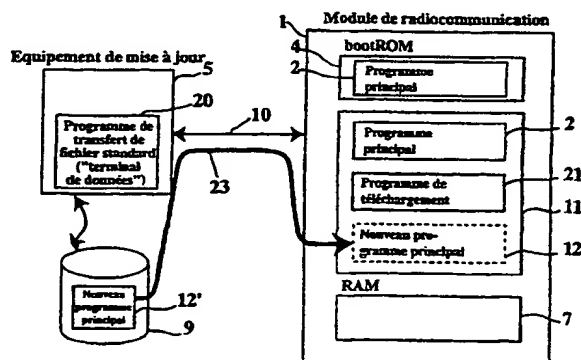 Module de radiocommunication
1
bootROM
4
2
Programme
principal
Equipement de mise à jour
5
20
Programme de
transfert de
fichier standard
("terminal
de données")
10
23
Programme
principal
2
Programme
de
téléchargement
21
11
Nouveau pro-
gramme principal
12
Nouveau
programme
principal
12'
9
RAM
7